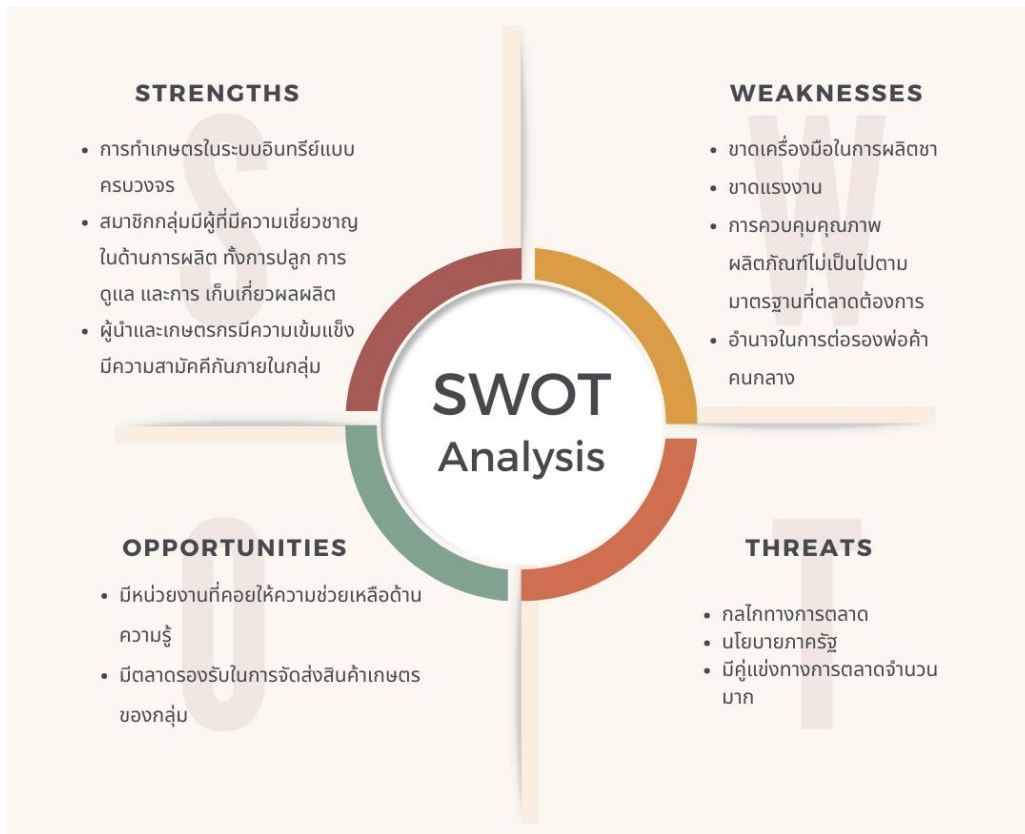 STRENGTHS
• การทำเกษตรในระบบอินทรีย์แบบ
ครบวงจร
• สมาชิกกลุ่มมีผู้ที่มีความเชี่ยวชาญ
ในด้านการผลิต ทั้งการปลูก การ
ดูแล และการ เก็บเกี่ยวผลผลิต
• ผู้นำและเกษตรกรมีความเข้มแข็ง
มีความสามัคคีกันภายในกลุ่ม
WEAKNESSES
• ขาดเครื่องมือในการผลิตชา
• ขาดแรงงาน
• การควบคุมคุณภาพ
ผลิตภัณฑ์ไม่เป็นไปตาม
มาตรฐานที่ตลาดต้องการ
• อำนาจในการต่อรองพ่อค้า
คนกลาง
SWOT
Analysis
OPPORTUNITIES
• มีหน่วยงานที่คอยให้ความช่วยเหลือด้าน
ความรู้
• มีตลาดรองรับในการจัดส่งสินค้าเกษตร
ของกลุ่ม
THREATS
• กลไกทางการตลาด
• นโยบายภาครัฐ
• มีคู่แข่งทางการตลาดจำนวน
มาก
S
W
O
T